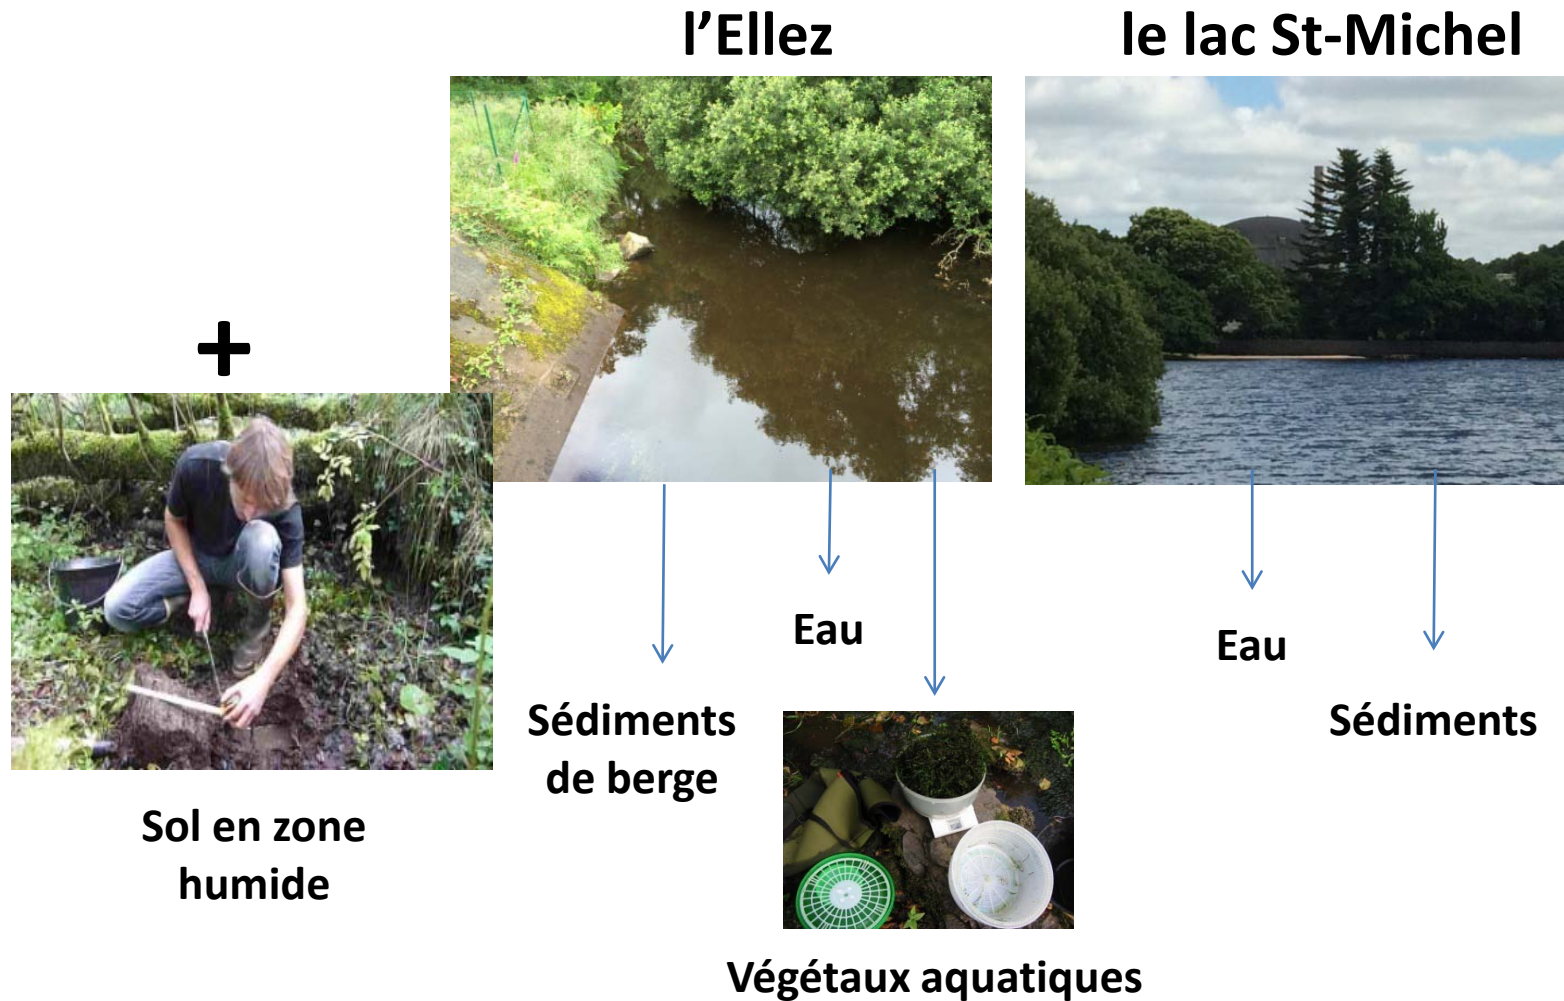 l’Ellez
le lac St-Michel
+
Eau
Eau
Sédiments
de berge
Sédiments
Sol en zone
humide
Végétaux aquatiques